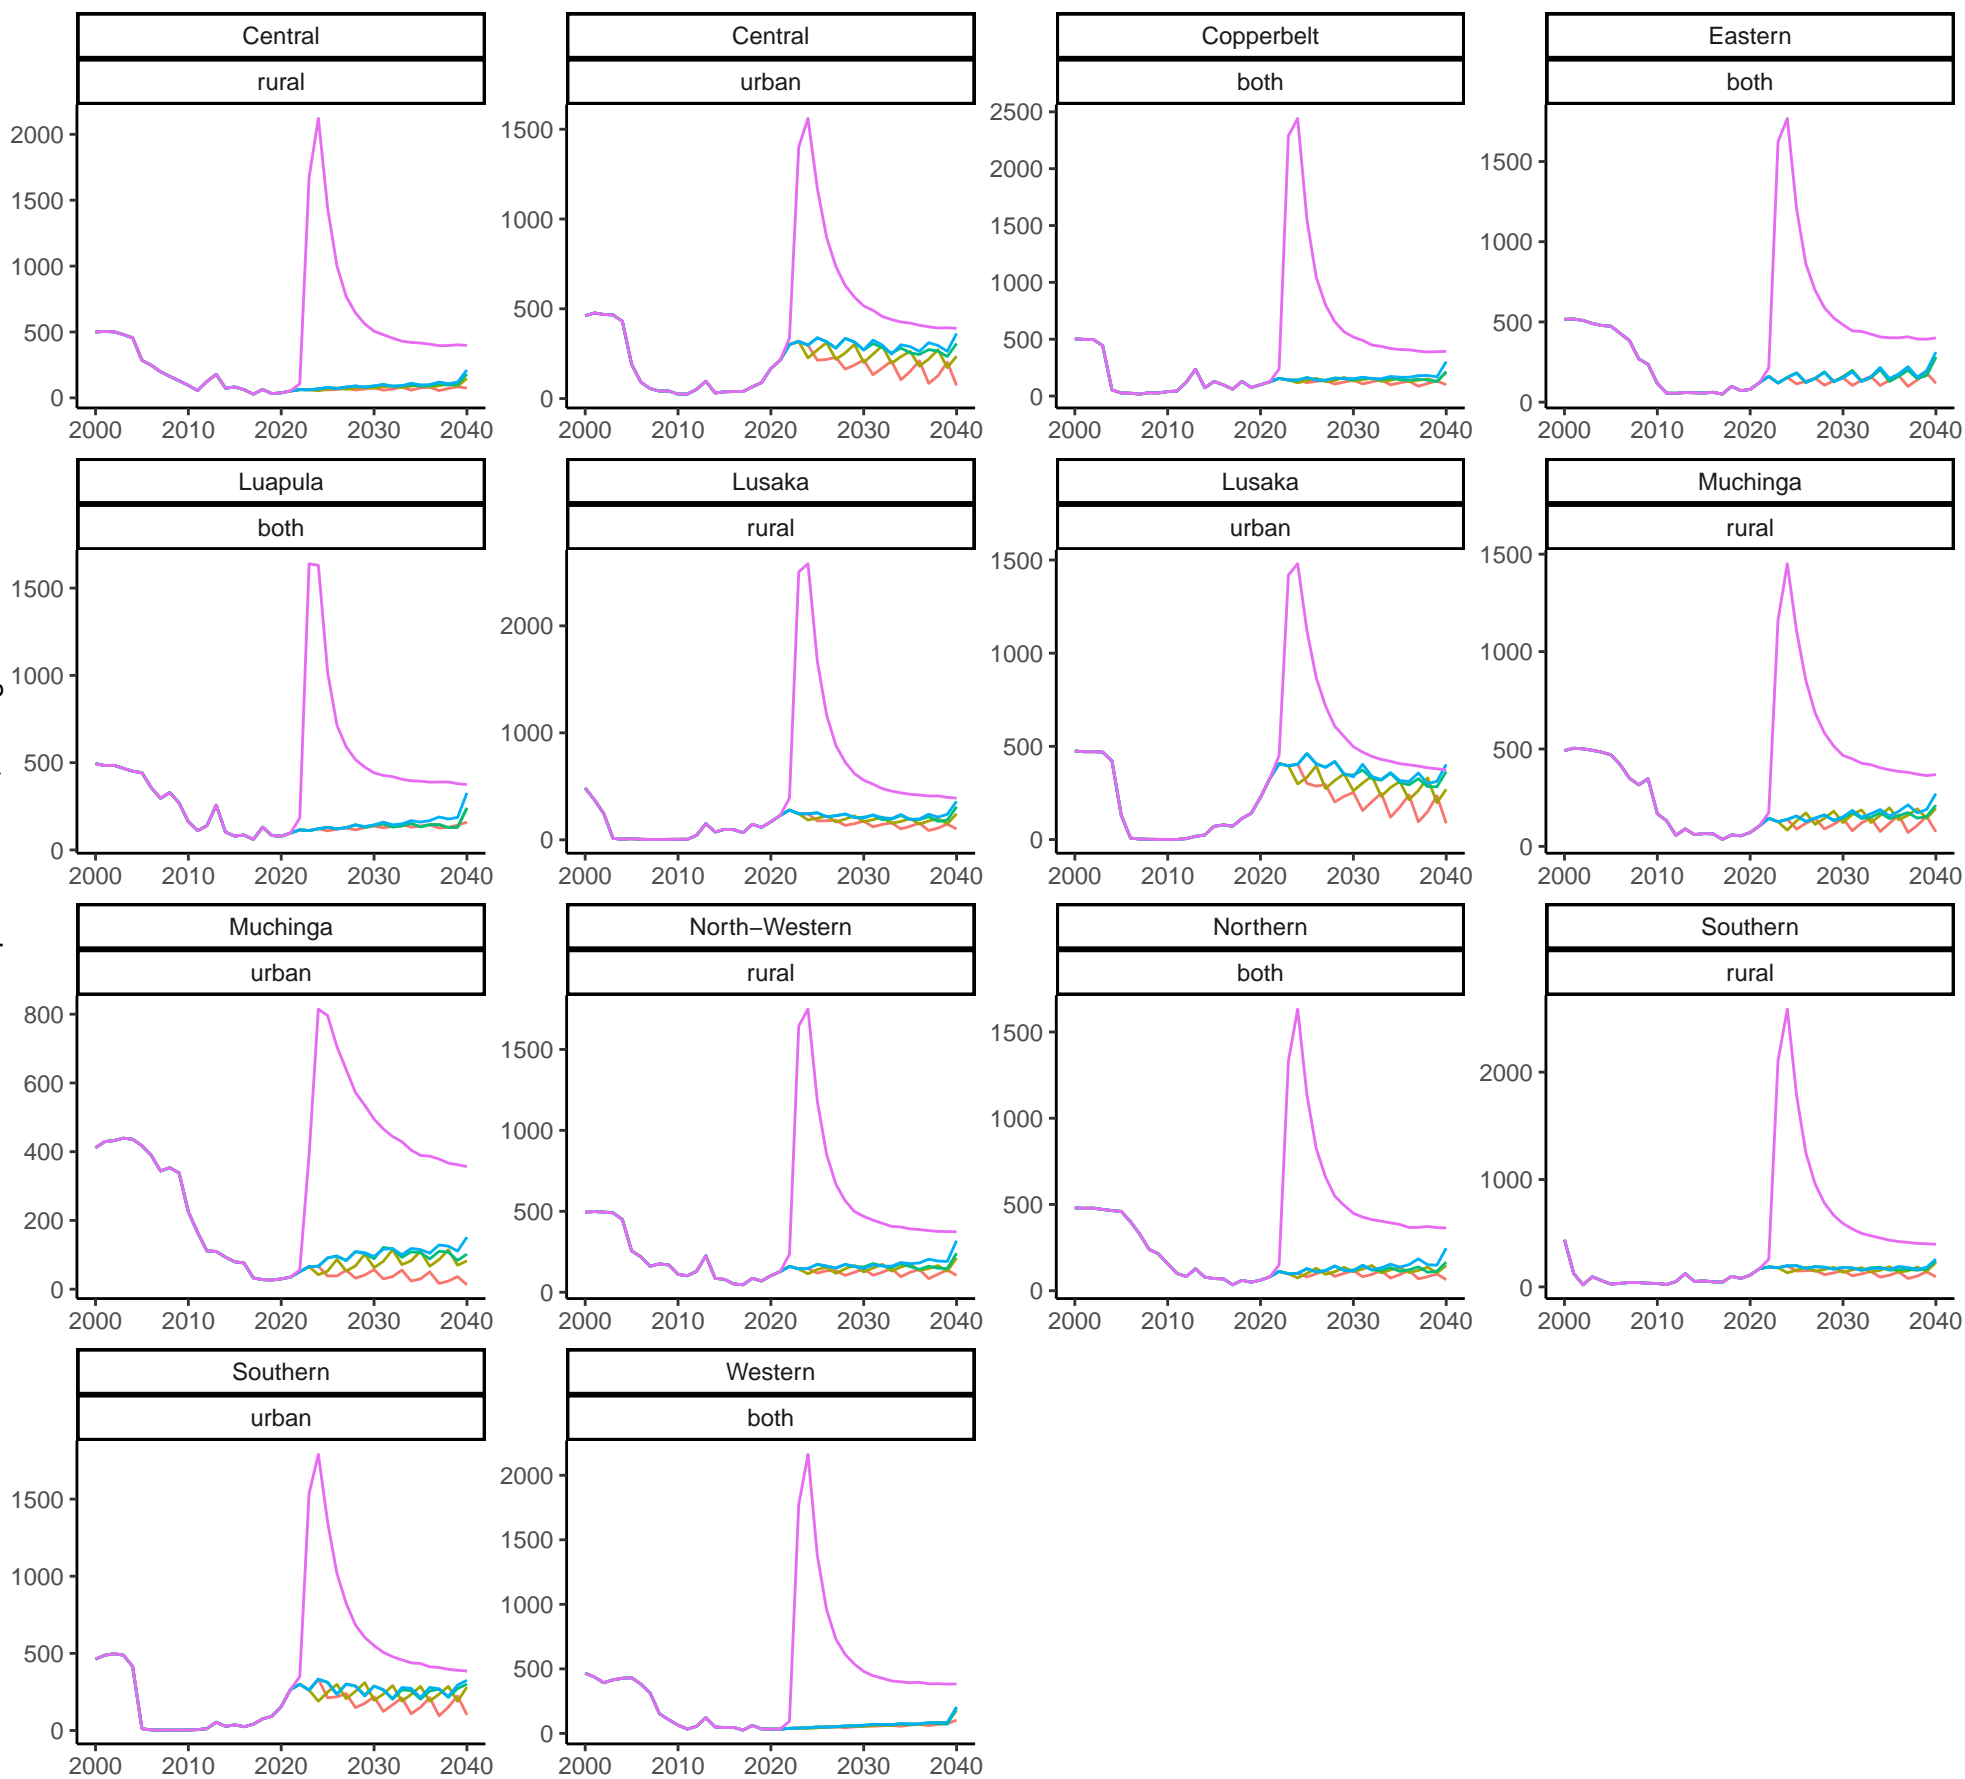 Central Central Copperbelt Eastern
rural urban both both
2000 1500 1000 500 0
1500 1000 500 0
2500 2000 1500 1000 500 0
1500 1000 500 0
2000 2010 2020 2030 2040 2000 2010 2020 2030 2040 2000 2010 2020 2030 2040 2000 2010 2020 2030 2040
Luapula Lusaka Lusaka Muchinga
both rural urban rural
1500 1000 500 0
2000 1000 0
1500 1000 500 0
1500 1000 500 0
2000 2010 2020 2030 2040 2000 2010 2020 2030 2040 2000 2010 2020 2030 2040 2000 2010 2020 2030 2040
Muchinga North−Western Northern Southern
urban rural both rural
800 600 400 200 0
1500 1000 500 0
1500 1000 500 0
2000 1000 0
2000 2010 2020 2030 2040 2000 2010 2020 2030 2040 2000 2010 2020 2030 2040 2000 2010 2020 2030 2040
Southern Western
urban both
1500 1000 500 0
2000 1500 1000 500 0
2000 2010 2020 2030 2040 2000 2010 2020 2030 2040